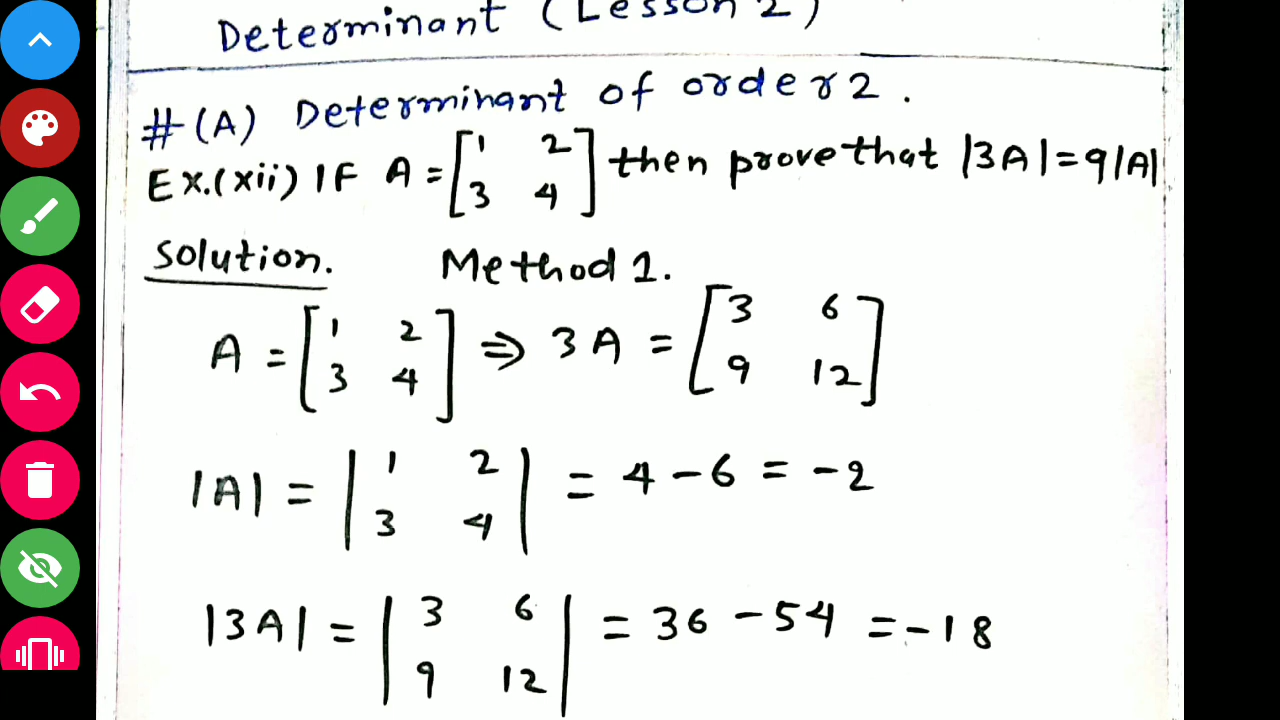 Determinant (Lesson 2)
# (A) Determinant of order 2.
Ex.(xii) IF A = [1 2 3 4] then prove that |3A| = 9|A|
Solution. Method 1.
A = [1 2 3 4] ⇒ 3A = [3 6 9 12]
|A| = |1 2 3 4| = 4 - 6 = -2
|3A| = |3 6 9 12| = 36 - 54 = -18